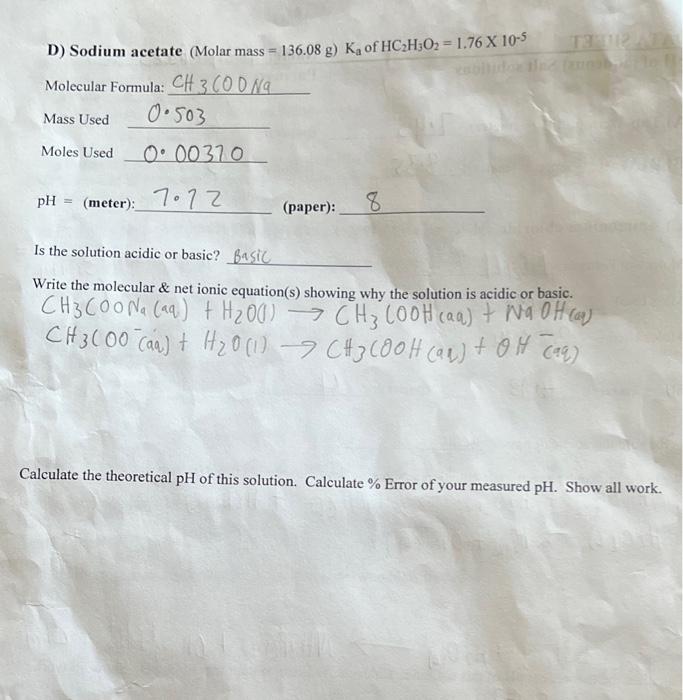 D) Sodium acetate (Molar mass = 136.08 g) Ka of HC2H3O2 = 1.76 X 10-5
Molecular Formula: CH3COONa
Mass Used 0.503
Moles Used 0.00370
pH = (meter): 7.72 (paper): 8
Is the solution acidic or basic? Basic
Write the molecular & net ionic equation(s) showing why the solution is acidic or basic.
CH3COONa (aq) + H2O(l) → CH3COOH(aq) + NaOH(aq)
CH3COO⁻(aq) + H2O(l) → CH3COOH(aq) + OH⁻(aq)
Calculate the theoretical pH of this solution. Calculate % Error of your measured pH. Show all work.